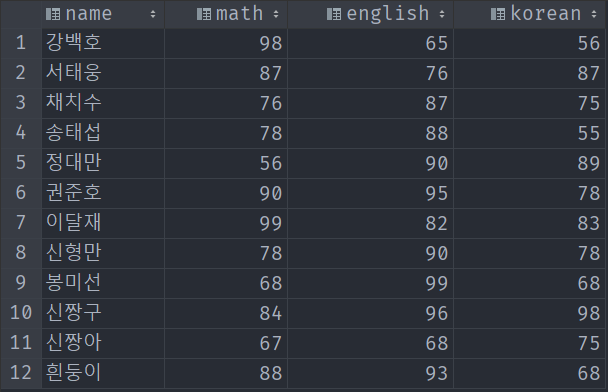 name math english korean
1 강백호 98 65 56
2 서태웅 87 76 87
3 채치수 76 87 75
4 송태섭 78 88 55
5 정대만 56 90 89
6 권준호 90 95 78
7 이달재 99 82 83
8 신형만 78 90 78
9 봉미선 68 99 68
10 신짱구 84 96 98
11 신짱아 67 68 75
12 흰둥이 88 93 68